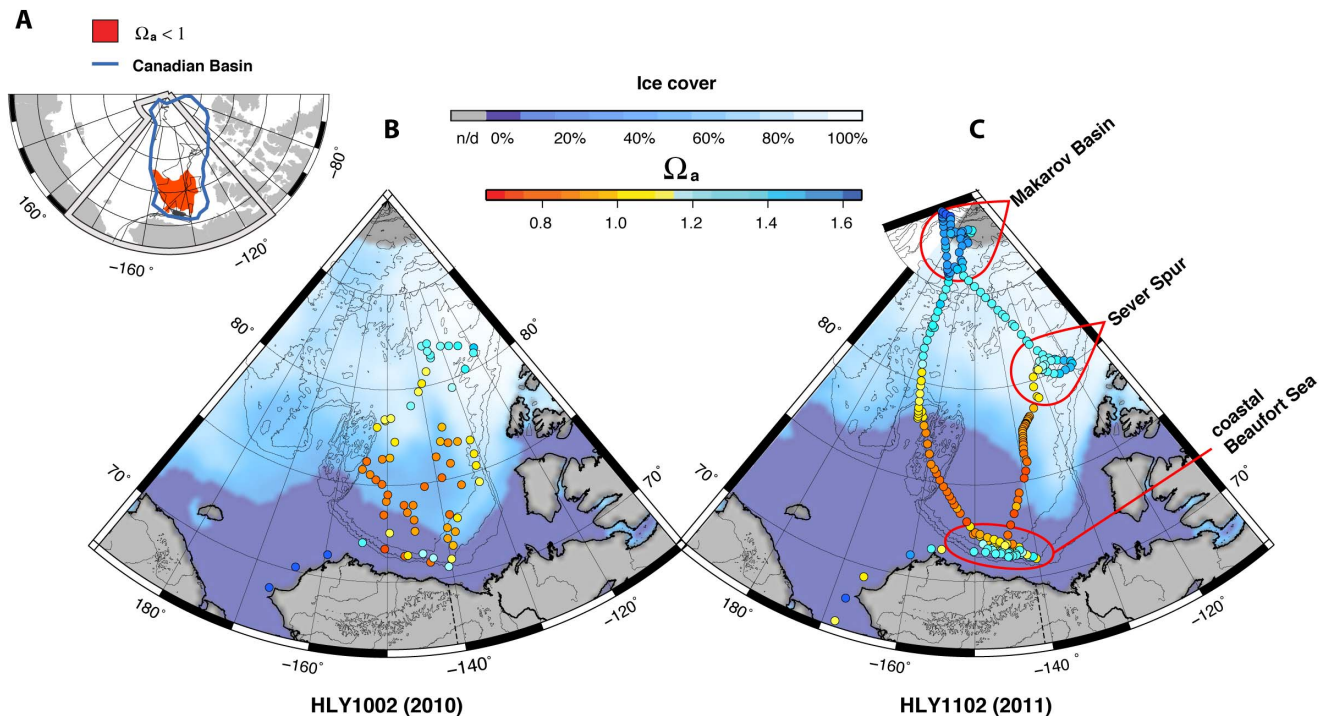 A
Ωa < 1
Canadian Basin
160°
−160°
−120°
−80°
Ice cover
n/d 0% 20% 40% 60% 80% 100%
Ωa
0.8 1.0 1.2 1.4 1.6
B
80°
80°
70°
70°
180°
−160°
−140°
−120°
HLY1002 (2010)
C
Makarov Basin
Sever Spur
coastal
Beaufort Sea
80°
70°
70°
180°
−160°
−140°
−120°
HLY1102 (2011)